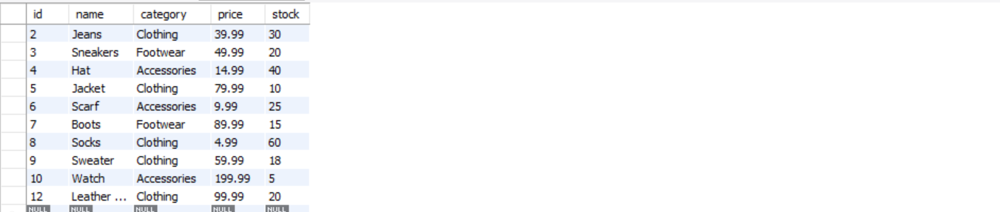 id name category price stock
2 Jeans Clothing 39.99 30
3 Sneakers Footwear 49.99 20
4 Hat Accessories 14.99 40
5 Jacket Clothing 79.99 10
6 Scarf Accessories 9.99 25
7 Boots Footwear 89.99 15
8 Socks Clothing 4.99 60
9 Sweater Clothing 59.99 18
10 Watch Accessories 199.99 5
12 Leather ... Clothing 99.99 20
NULL NULL NULL NULL NULL